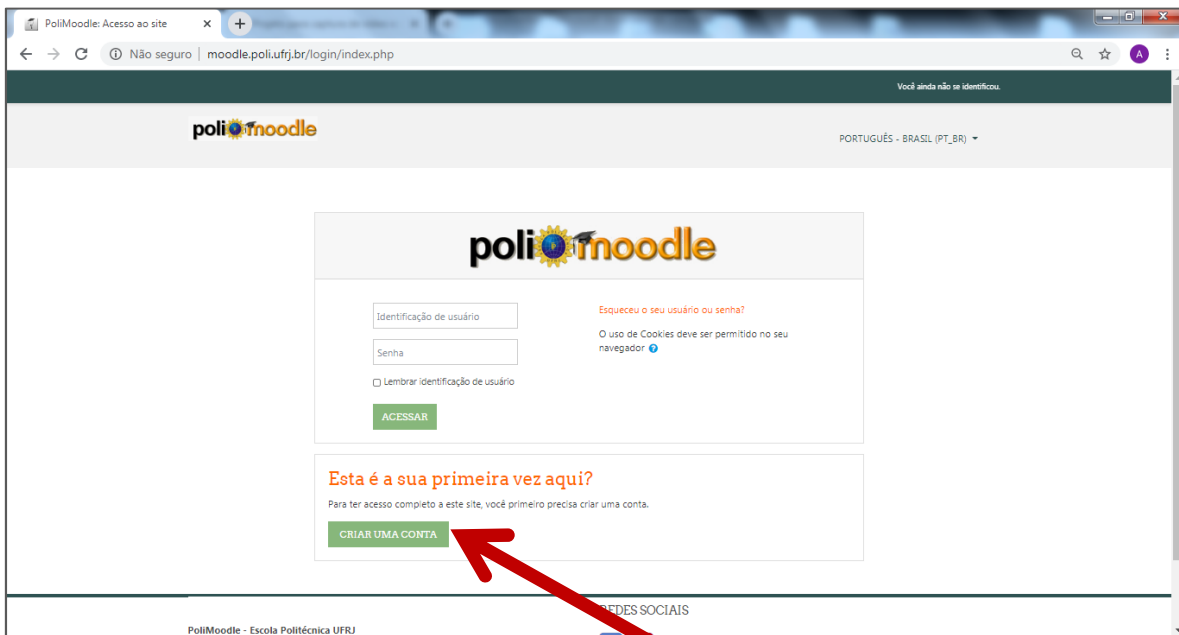 PoliMoodle: Acesso ao site
Não seguro | moodle.poli.ufrj.br/login/index.php
A
Você ainda não se identificou.
poli moodle
PORTUGUÊS - BRASIL (PT_BR)
poli moodle
Identificação de usuário
Esqueceu o seu usuário ou senha?
O uso de Cookies deve ser permitido no seu
navegador
Senha
Lembrar identificação de usuário
ACESSAR
Esta é a sua primeira vez aqui?
Para ter acesso completo a este site, você primeiro precisa criar uma conta.
CRIAR UMA CONTA
REDES SOCIAIS
PoliMoodle - Escola Politécnica UFRJ